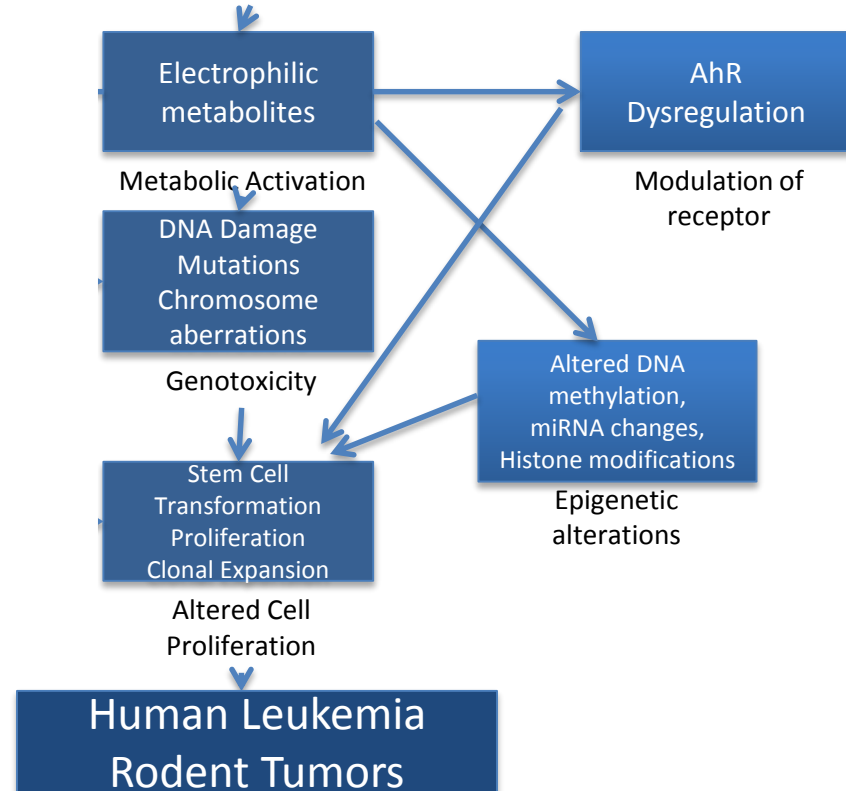 Electrophilic
metabolites
AhR
Dysregulation
Metabolic Activation
Modulation of
receptor
DNA Damage
Mutations
Chromosome
aberrations
Genotoxicity
Altered DNA
methylation,
miRNA changes,
Histone modifications
Epigenetic
alterations
Stem Cell
Transformation
Proliferation
Clonal Expansion
Altered Cell
Proliferation
Human Leukemia
Rodent Tumors